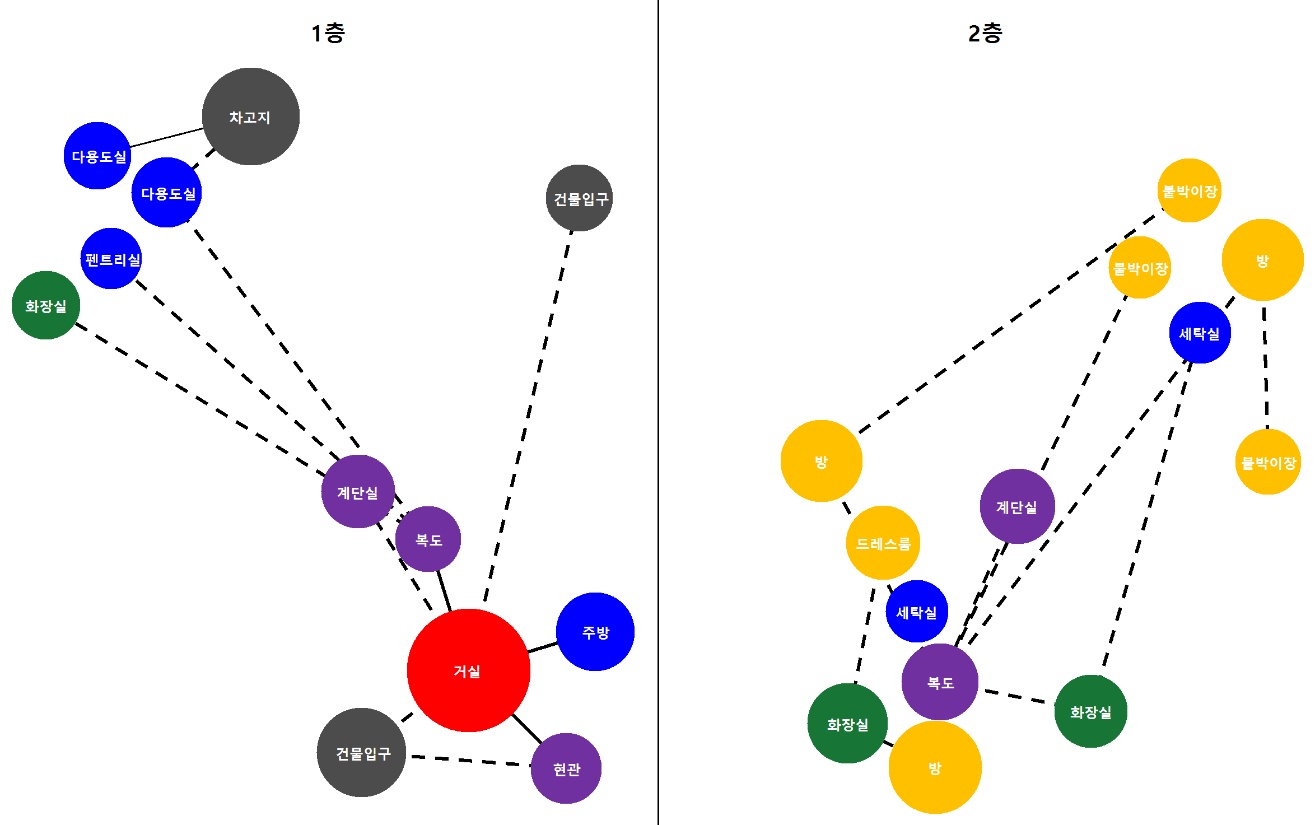 1층
차고지
다용도실
다용도실
건물입구
펜트리실
화장실
계단실
복도
주방
거실
건물입구
현관
2층
붙박이장
방
붙박이장
세탁실
방
붙박이장
계단실
드레스룸
세탁실
복도
화장실
화장실
방